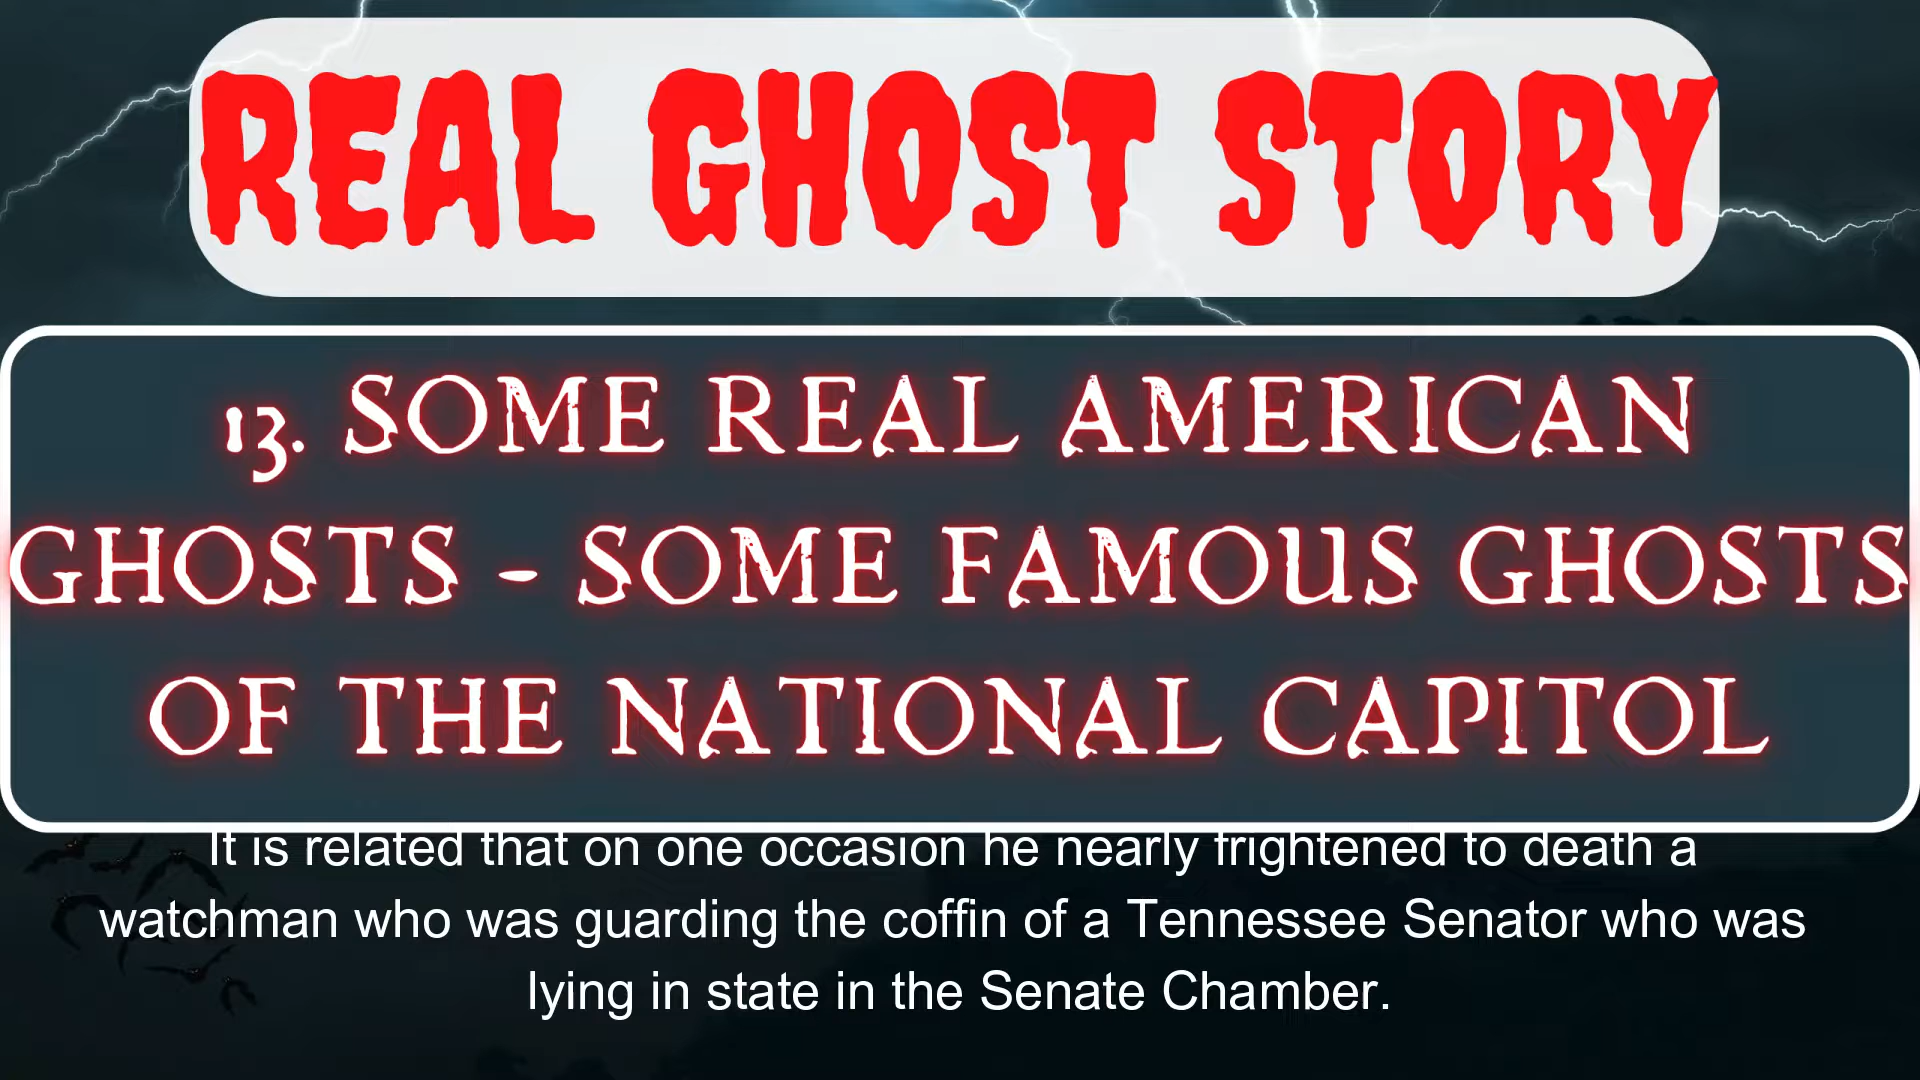 REAL GHOST STORY
13. SOME REAL AMERICAN
GHOSTS - SOME FAMOUS GHOSTS
OF THE NATIONAL CAPITOL
It is related that on one occasion he nearly frightened to death a
watchman who was guarding the coffin of a Tennessee Senator who was
lying in state in the Senate Chamber.